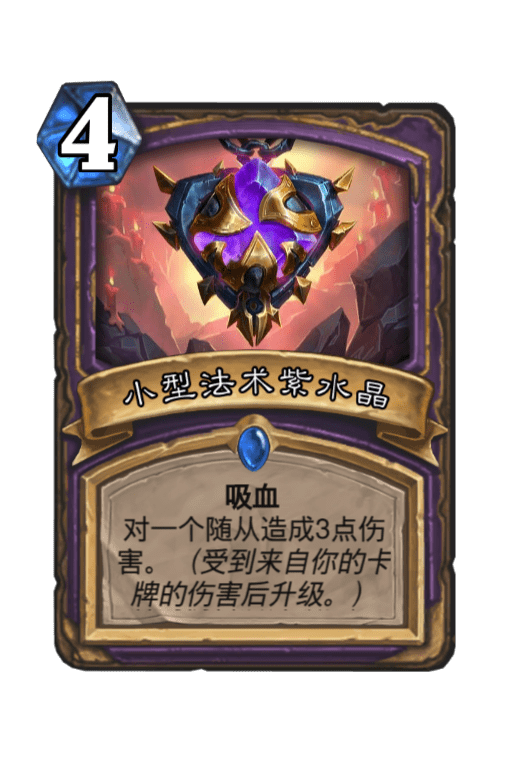 4
小型法术紫水晶
吸血
对一个随从造成3点伤
害。（受到来自你的卡
牌的伤害后升级。）